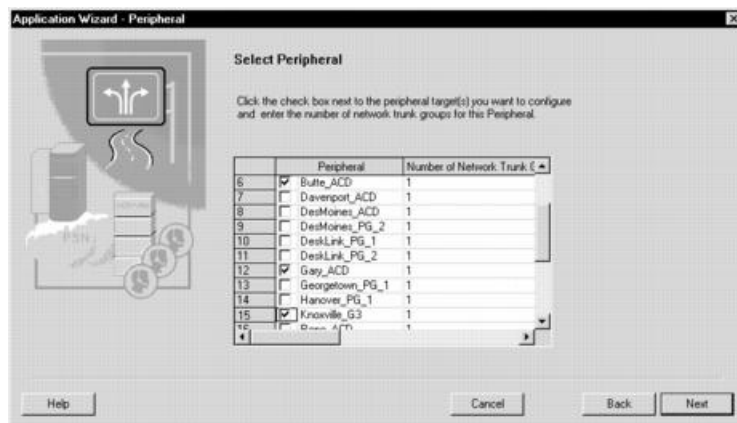 Application Wizard - Peripheral
Select Peripheral
Click the check box next to the peripheral target(s) you want to configure
and enter the number of network trunk groups for this Peripheral.
Peripheral Number of Network Trunk G
6 Butte_ACD 1
7 Davenport_ACD 1
8 DesMoines_ACD 1
9 DesMoines_PG_2 1
10 DeskLink_PG_1 1
11 DeskLink_PG_2 1
12 Gary_ACD 1
13 Georgetown_PG_1 1
14 Hanover_PG_1 1
15 Knoxville_G3 1
16 1
Help Cancel Back Next